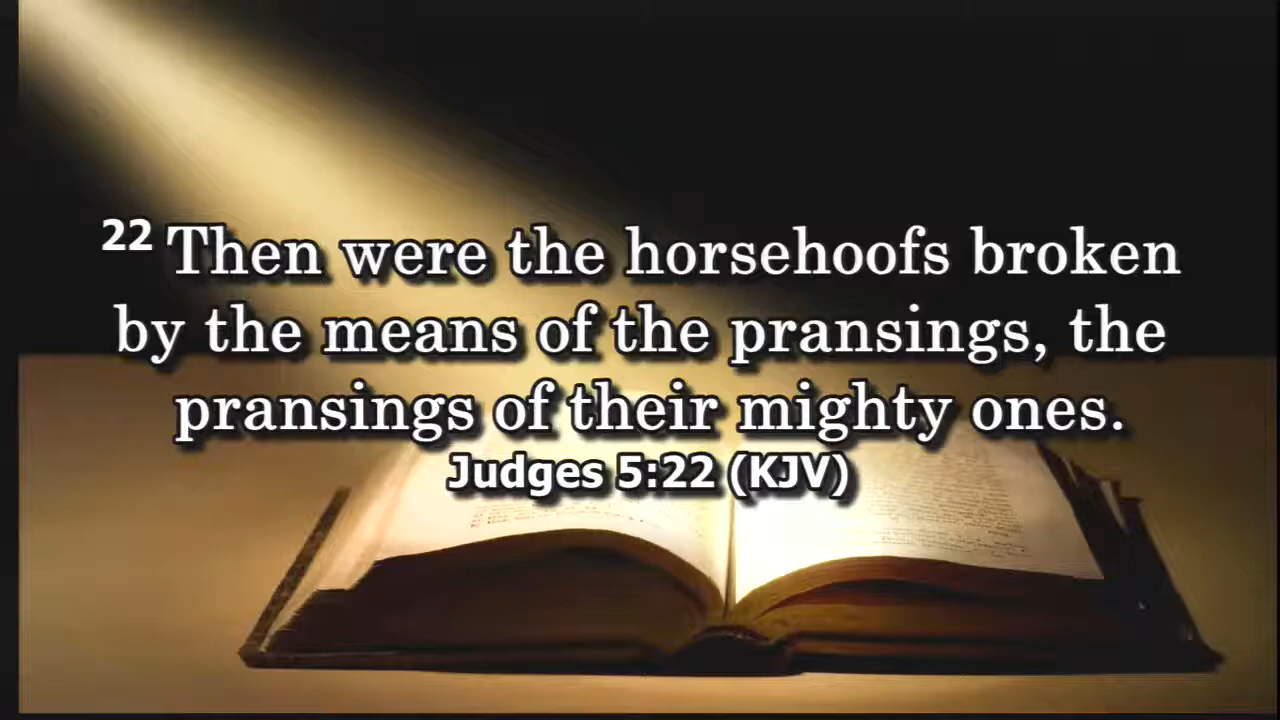 22 Then were the horsehoofs broken
by the means of the pransings, the
pransings of their mighty ones.
Judges 5:22 (KJV)